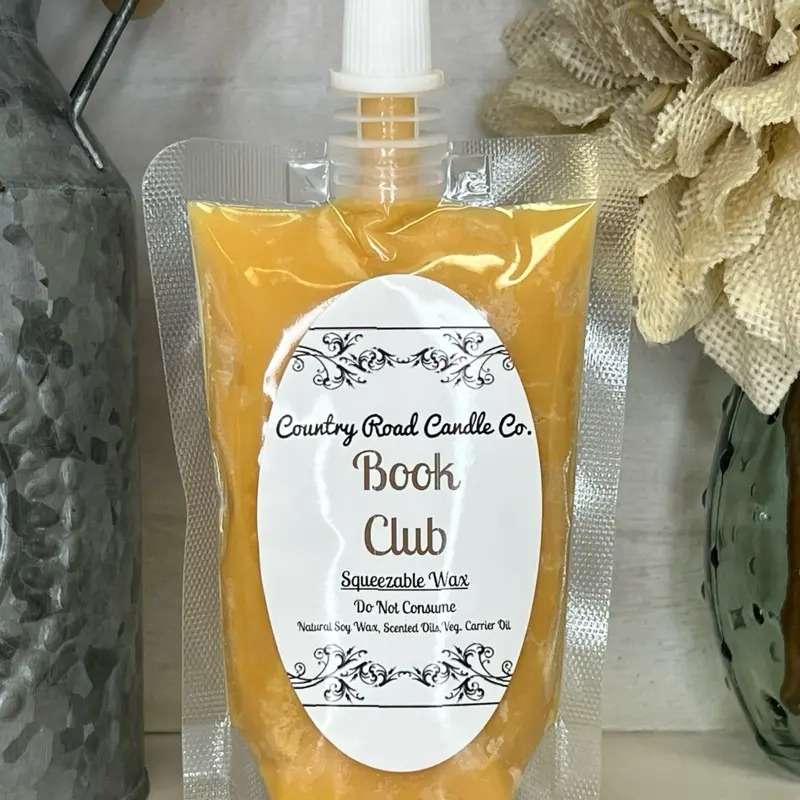 Country Road Candle Co.
Book
Club
Squeezable Wax
Do Not Consume
Natural Soy Wax, Scented Oils, Veg. Carrier Oil